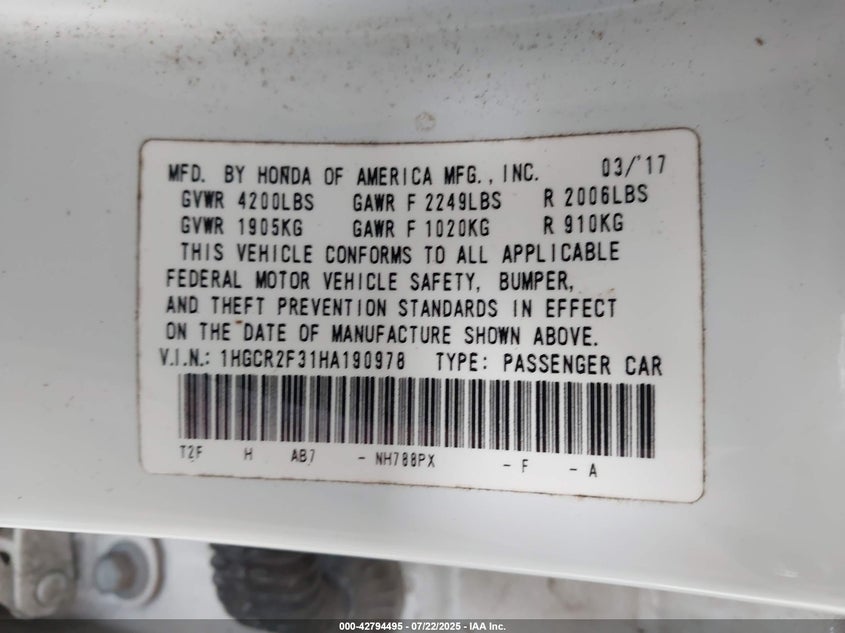 MFD. BY HONDA OF AMERICA MFG., INC. 03/'17
GVWR 4200LBS GAWR F 2249LBS R 2006LBS
GVWR 1905KG GAWR F 1020KG R 910KG
THIS VEHICLE CONFORMS TO ALL APPLICABLE
FEDERAL MOTOR VEHICLE SAFETY, BUMPER,
AND THEFT PREVENTION STANDARDS IN EFFECT
ON THE DATE OF MANUFACTURE SHOWN ABOVE.
V.I.N.: 1HGCR2F31HA190978 TYPE: PASSENGER CAR
T2F H AB7 - NH788PX - F - A
000-42794495 - 07/22/2025 - IAA Inc.